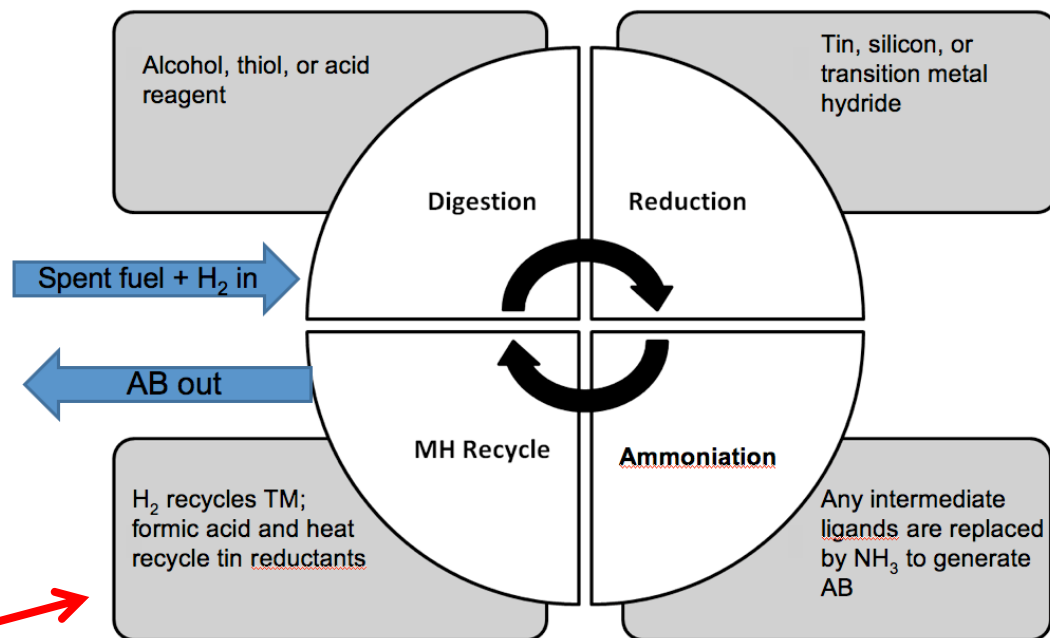 Alcohol, thiol, or acid
reagent
Tin, silicon, or
transition metal
hydride
Digestion
Reduction
Spent fuel + H₂ in
AB out
MH Recycle
Ammoniation
H₂ recycles TM;
formic acid and heat
recycle tin reductants
Any intermediate
ligands are replaced
by NH₃ to generate
AB